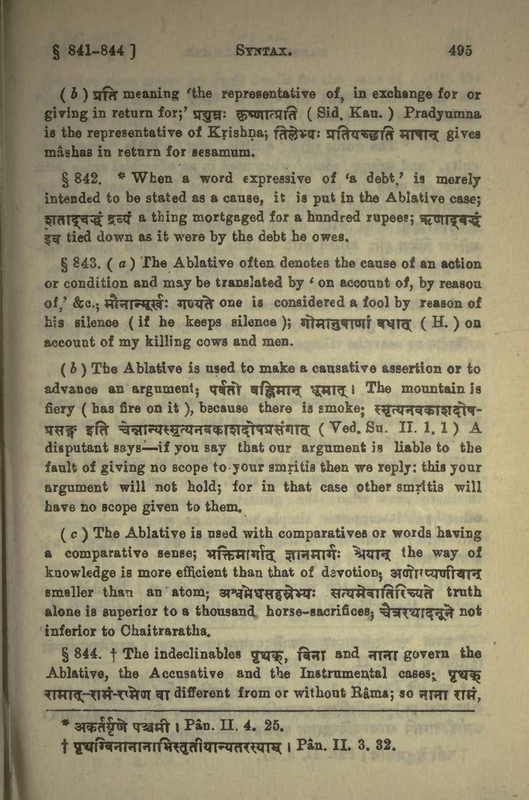 § 841-844 ] SYNTAX. 495
( b ) प्रति meaning 'the representative of, in exchange for or
giving in return for;' प्रद्युम्नः कृष्णात्प्रति ( Sid. Kau. ) Pradyumna
is the representative of Kṛishṇa; तिलेभ्यः प्रतियच्छति माषान् gives
mâshas in return for sesamum.
§ 842. * When a word expressive of 'a debt,' is merely
intended to be stated as a cause, it is put in the Ablative case;
शताद्बद्धं द्रव्यं a thing mortgaged for a hundred rupees; ऋणाद्बद्धं
इव tied down as it were by the debt he owes.
§ 843. ( a ) The Ablative often denotes the cause of an action
or condition and may be translated by ' on account of, by reason
of,' &c.; मौनान्मूर्खः गण्यते one is considered a fool by reason of
his silence ( if he keeps silence ); गोमानुषाणां वधात् ( H. ) on
account of my killing cows and men.
( b ) The Ablative is used to make a causative assertion or to
advance an argument; पर्वतो वह्निमान् धूमात् । The mountain is
fiery ( has fire on it ), because there is smoke; स्मृत्यनवकाशदोष-
प्रसङ्ग इति चेन्नान्यस्मृत्यनवकाशदोषप्रसंगात् ( Ved. Su. II. 1. 1 ) A
disputant says—if you say that our argument is liable to the
fault of giving no scope to your smritis then we reply: this your
argument will not hold; for in that case other smṛitis will
have no scope given to them.
( c ) The Ablative is used with comparatives or words having
a comparative sense; भक्तिमार्गात् ज्ञानमार्गः श्रेयान् the way of
knowledge is more efficient than that of devotion; अणोरप्यणीयान्
smaller than an atom; अश्वमेधसहस्रेभ्यः सत्यमेवातिरिच्यते truth
alone is superior to a thousand horse-sacrifices; चैत्ररथादनूने not
inferior to Chaitraratha.
§ 844. † The indeclinables पृथक्, विना and नाना govern the
Ablative, the Accusative and the Instrumental cases; पृथक्
रामात्-रामं-रामेण वा different from or without Râma; so नाना रामं,
* अकर्तर्यृणे पञ्चमी । Pân. II. 4. 25.
† पृथग्विनानानाभिस्तृतीयान्यतरस्याम् । Pân. II. 3. 32.